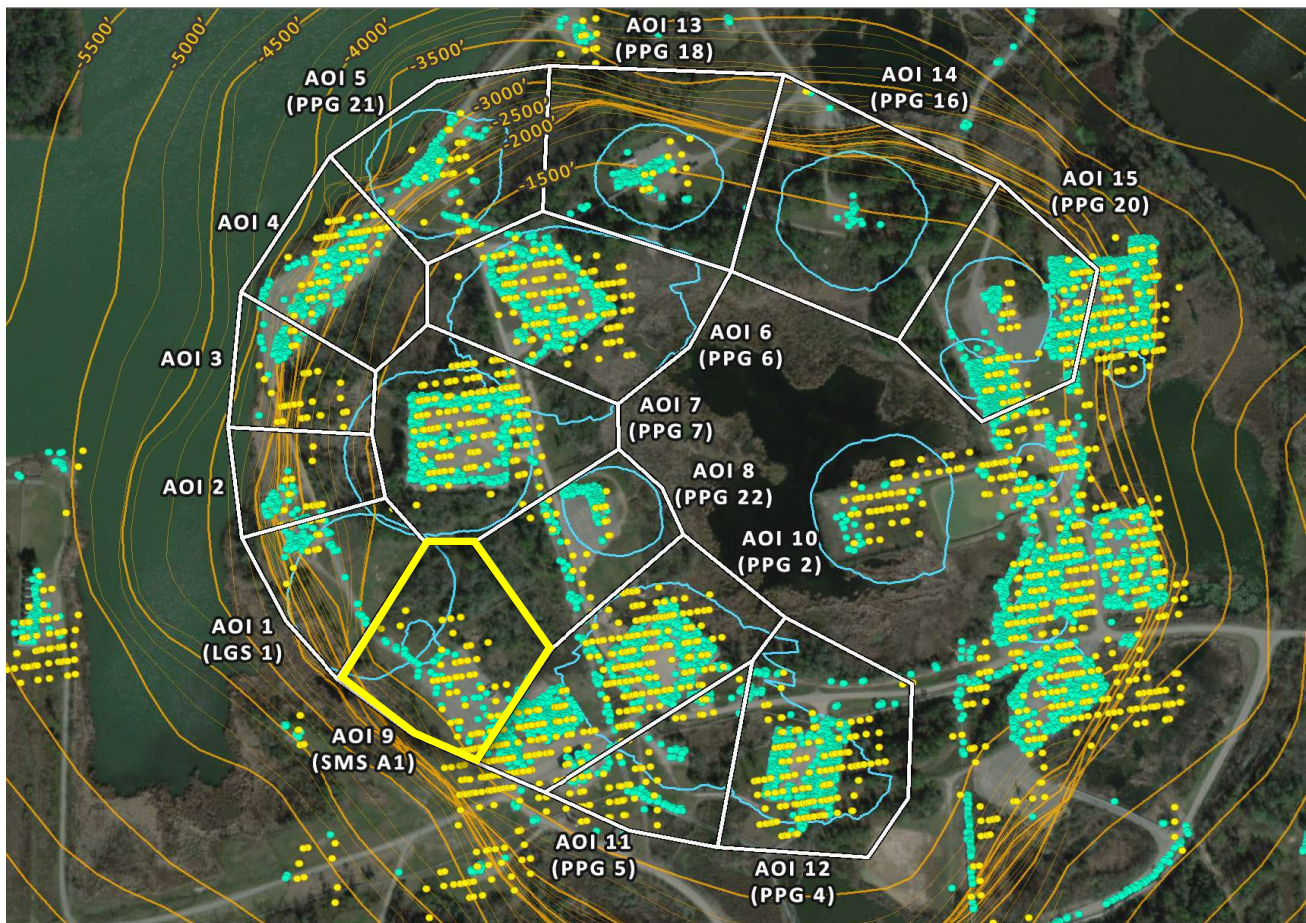 -5500'
-5000'
-4500'
-4000'
-3500'
-3000'
-2500'
-2000'
-1500'
AOI 13
(PPG 18)
AOI 5
(PPG 21)
AOI 14
(PPG 16)
AOI 15
(PPG 20)
AOI 4
AOI 3
AOI 6
(PPG 6)
AOI 7
(PPG 7)
AOI 8
(PPG 22)
AOI 2
AOI 10
(PPG 2)
AOI 1
(LGS 1)
AOI 9
(SMS A1)
AOI 11
(PPG 5)
AOI 12
(PPG 4)